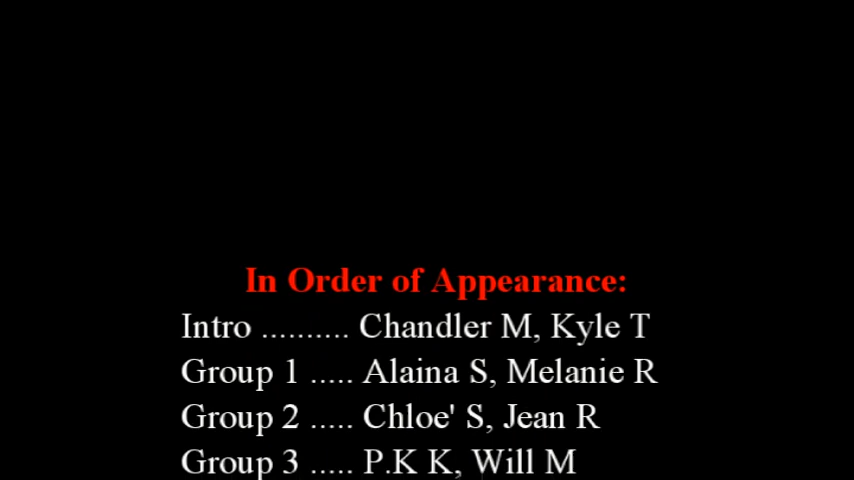 In Order of Appearance:
Intro .......... Chandler M, Kyle T
Group 1 ..... Alaina S, Melanie R
Group 2 ..... Chloe' S, Jean R
Group 3 ..... P.K K, Will M